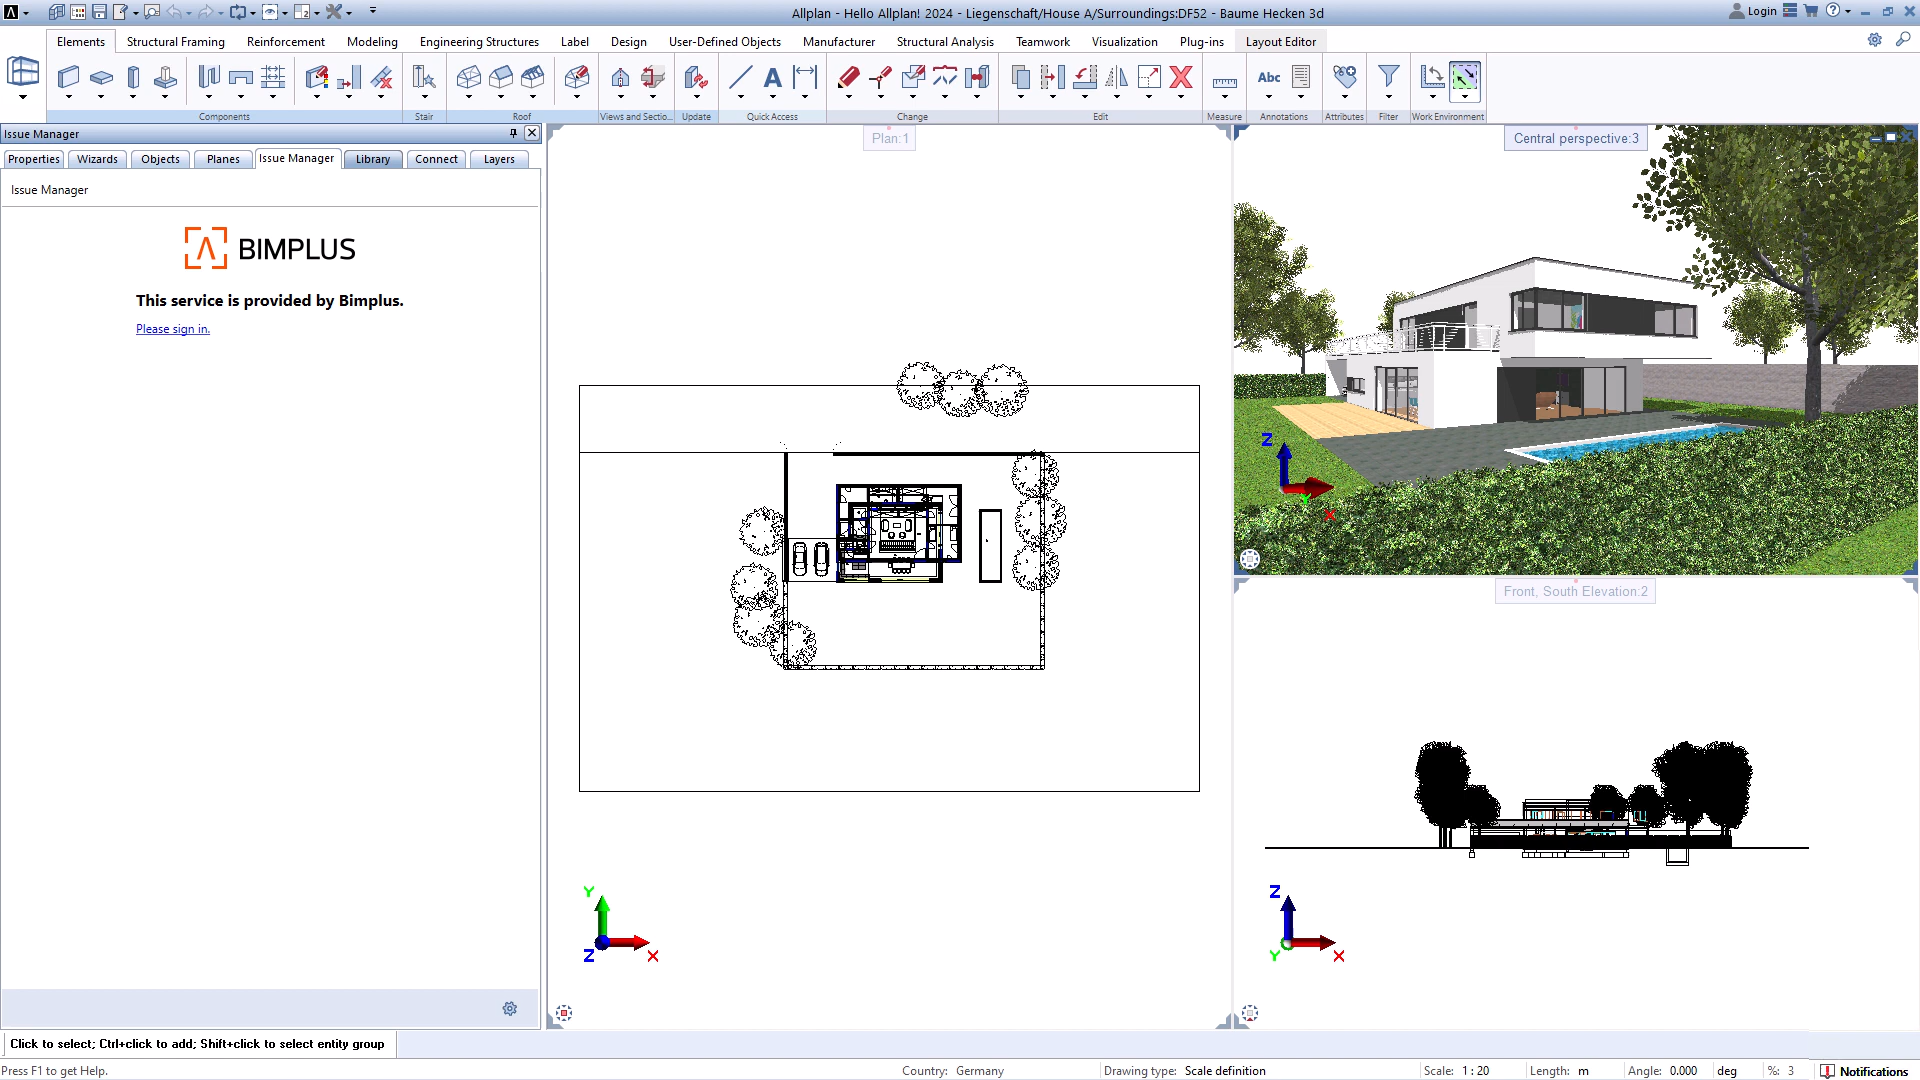 Allplan - Hello Allplan! 2024 - Liegenschaft/House A/Surroundings:DF52 - Baume Hecken 3d
Login
Elements
Structural Framing
Reinforcement
Modeling
Engineering Structures
Label
Design
User-Defined Objects
Manufacturer
Structural Analysis
Teamwork
Visualization
Plug-ins
Layout Editor
2
A
Abc
Components
Stair
Roof
Views and Sectio...
Update
Quick Access
Change
Edit
Measure
Annotations
Attributes
Filter
Work Environment
Issue Manager
Properties
Wizards
Objects
Planes
Issue Manager
Library
Connect
Layers
Issue Manager
BIMPLUS
This service is provided by Bimplus.
Please sign in.
Plan:1
Y
Z
X
Central perspective:3
Z
Y
X
Front, South Elevation:2
Z
Y
X
Click to select; Ctrl+click to add; Shift+click to select entity group
Press F1 to get Help.
Country: Germany
Drawing type: Scale definition
Scale: 1 : 20
Length: m
Angle: 0.000 deg
%: 3
Notifications